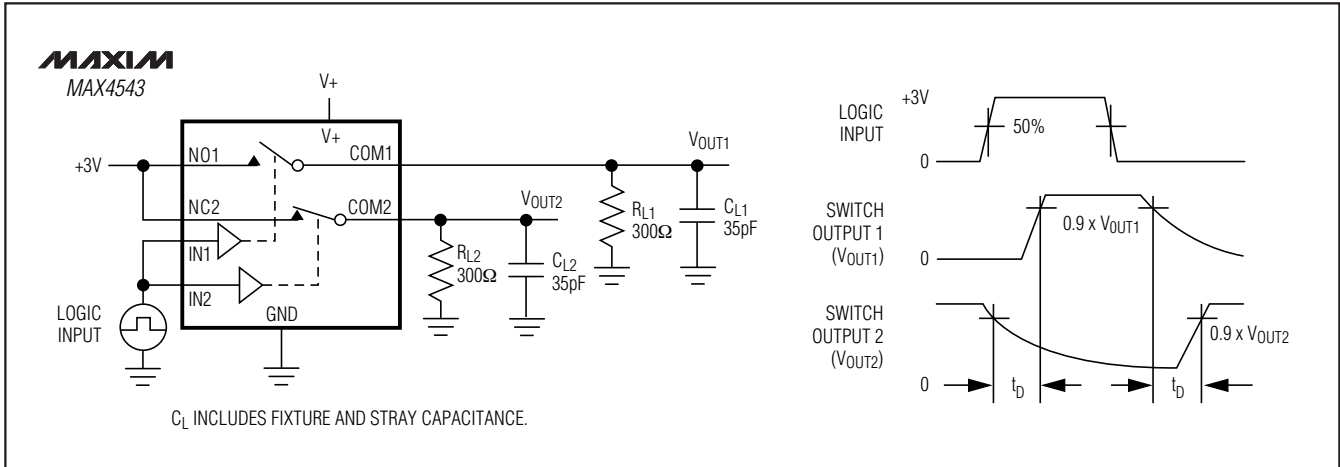 MAXIM
MAX4543
V+
V+
+3V
NO1
COM1
VOUT1
NC2
COM2
VOUT2
IN1
IN2
RL2
300Ω
CL2
35pF
RL1
300Ω
CL1
35pF
LOGIC
INPUT
GND
CL INCLUDES FIXTURE AND STRAY CAPACITANCE.
LOGIC
INPUT
+3V
50%
0
SWITCH
OUTPUT 1
(VOUT1)
0.9 x VOUT1
0
SWITCH
OUTPUT 2
(VOUT2)
0.9 x VOUT2
0
tD
tD